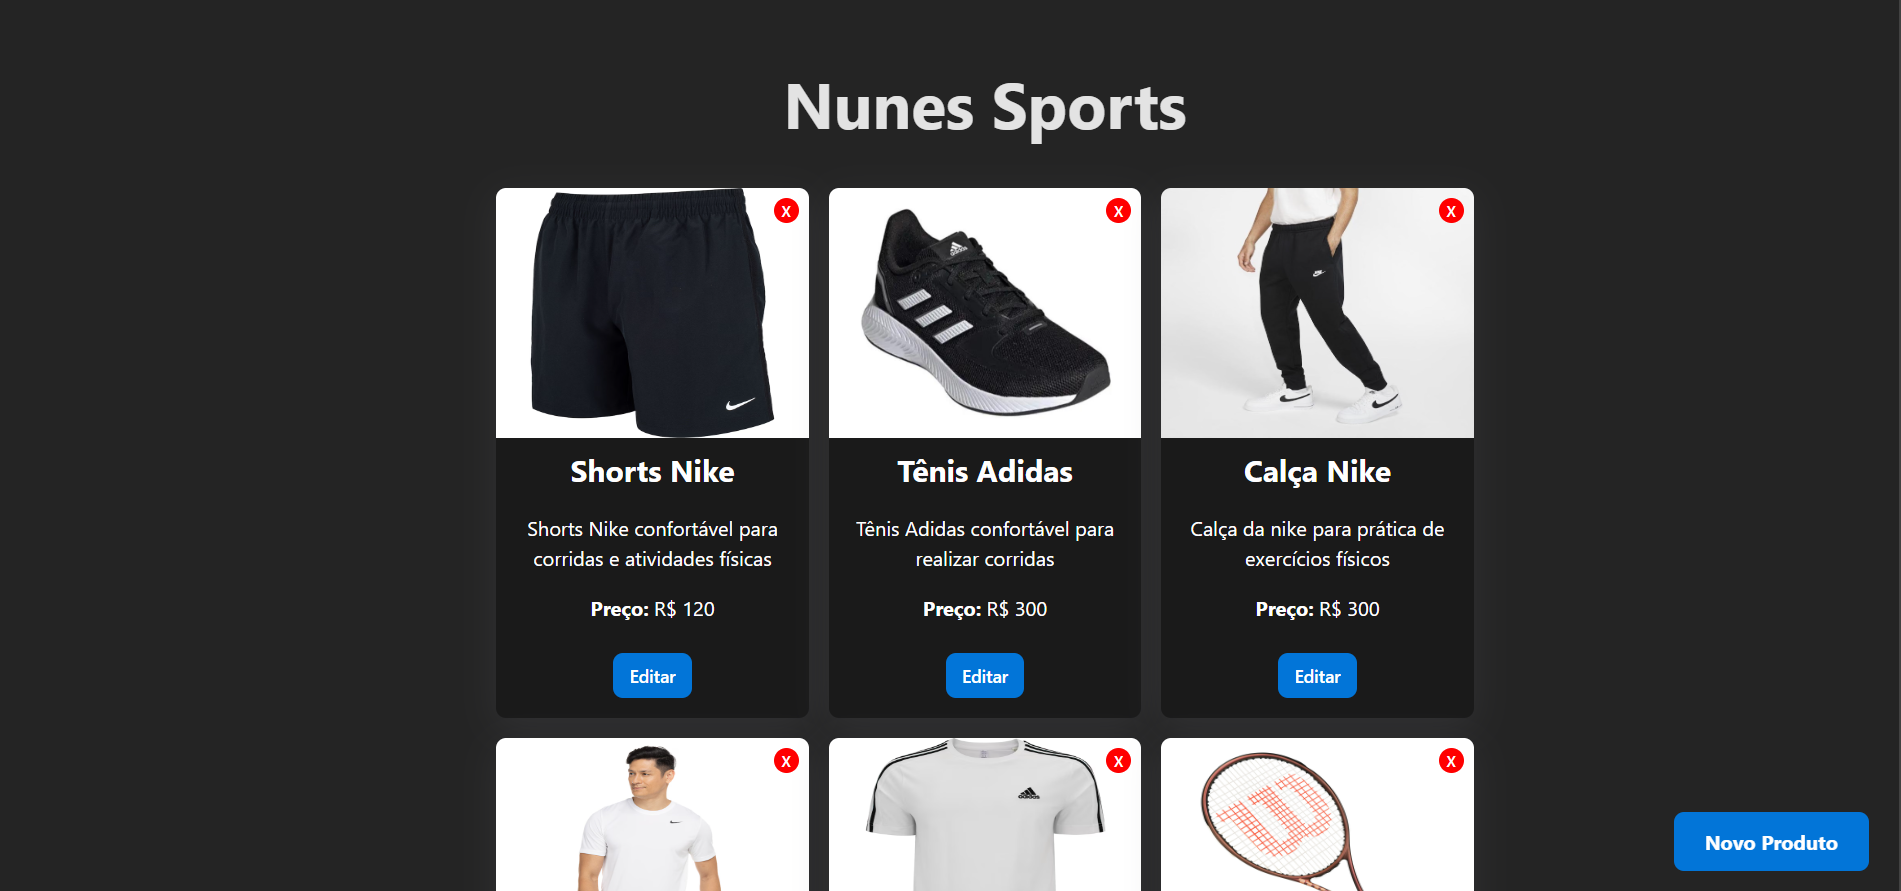 Nunes Sports
X
X
X
adidas
Shorts Nike
Tênis Adidas
Calça Nike
Shorts Nike confortável para
corridas e atividades físicas
Tênis Adidas confortável para
realizar corridas
Calça da nike para prática de
exercícios físicos
Preço: R$ 120
Preço: R$ 300
Preço: R$ 300
Editar
Editar
Editar
X
X
X
adidas
Novo Produto